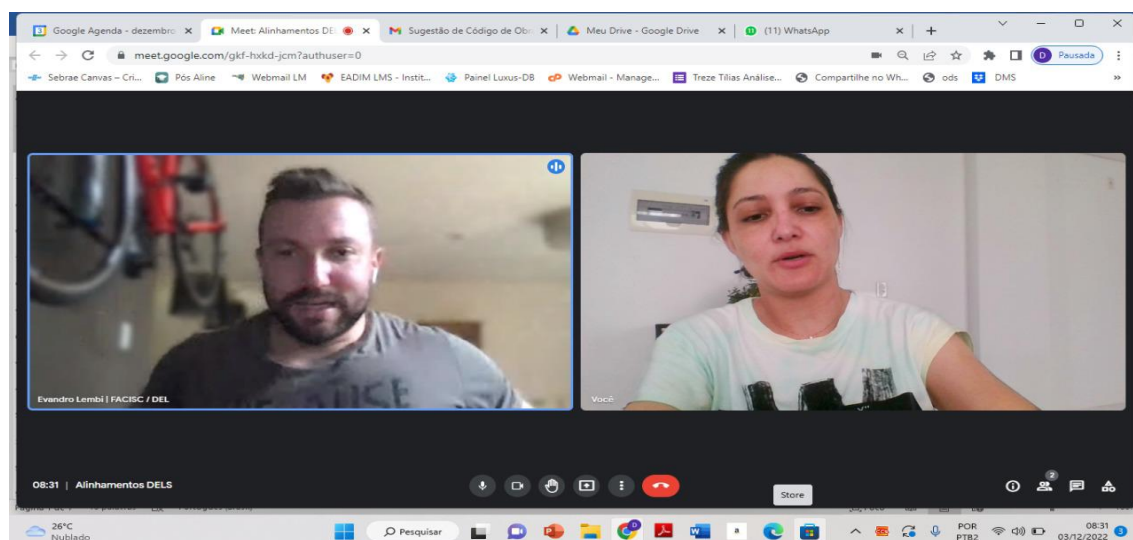 Google Agenda - dezembro
Meet: Alinhamentos DE
Sugestão de Código de Obr
Meu Drive - Google Drive
(11) WhatsApp
meet.google.com/gkf-hxkd-jcm?authuser=0
D
Pausada
Sebrae Canvas – Cri...
Pós Aline
Webmail LM
EADIM LMS - Instit...
Painel Luxus-DB
Webmail - Manage...
Treze Tílias Análise...
Compartilhe no Wh...
ods
DMS
Evandro Lembi | FACISC / DEL
Você
08:31 | Alinhamentos DELS
2
Store
26°C
Nublado
Pesquisar
POR
PTB2
08:31
03/12/2022
3